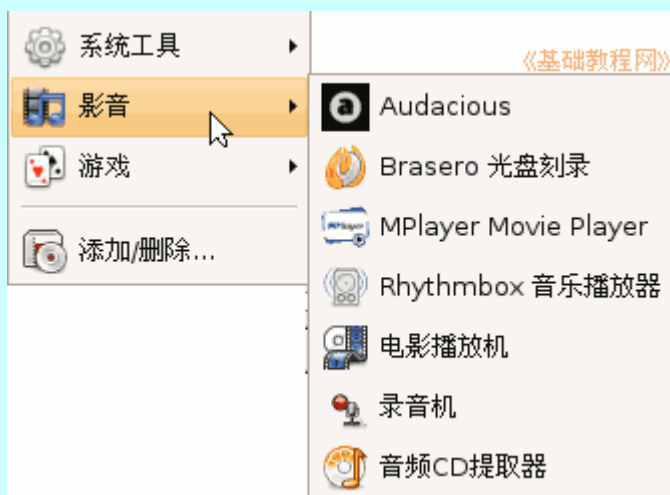 系统工具
影音
游戏
添加/删除...
《基础教程网》
Audacious
Brasero 光盘刻录
MPlayer Movie Player
Rhythmbox 音乐播放器
电影播放机
录音机
音频CD提取器